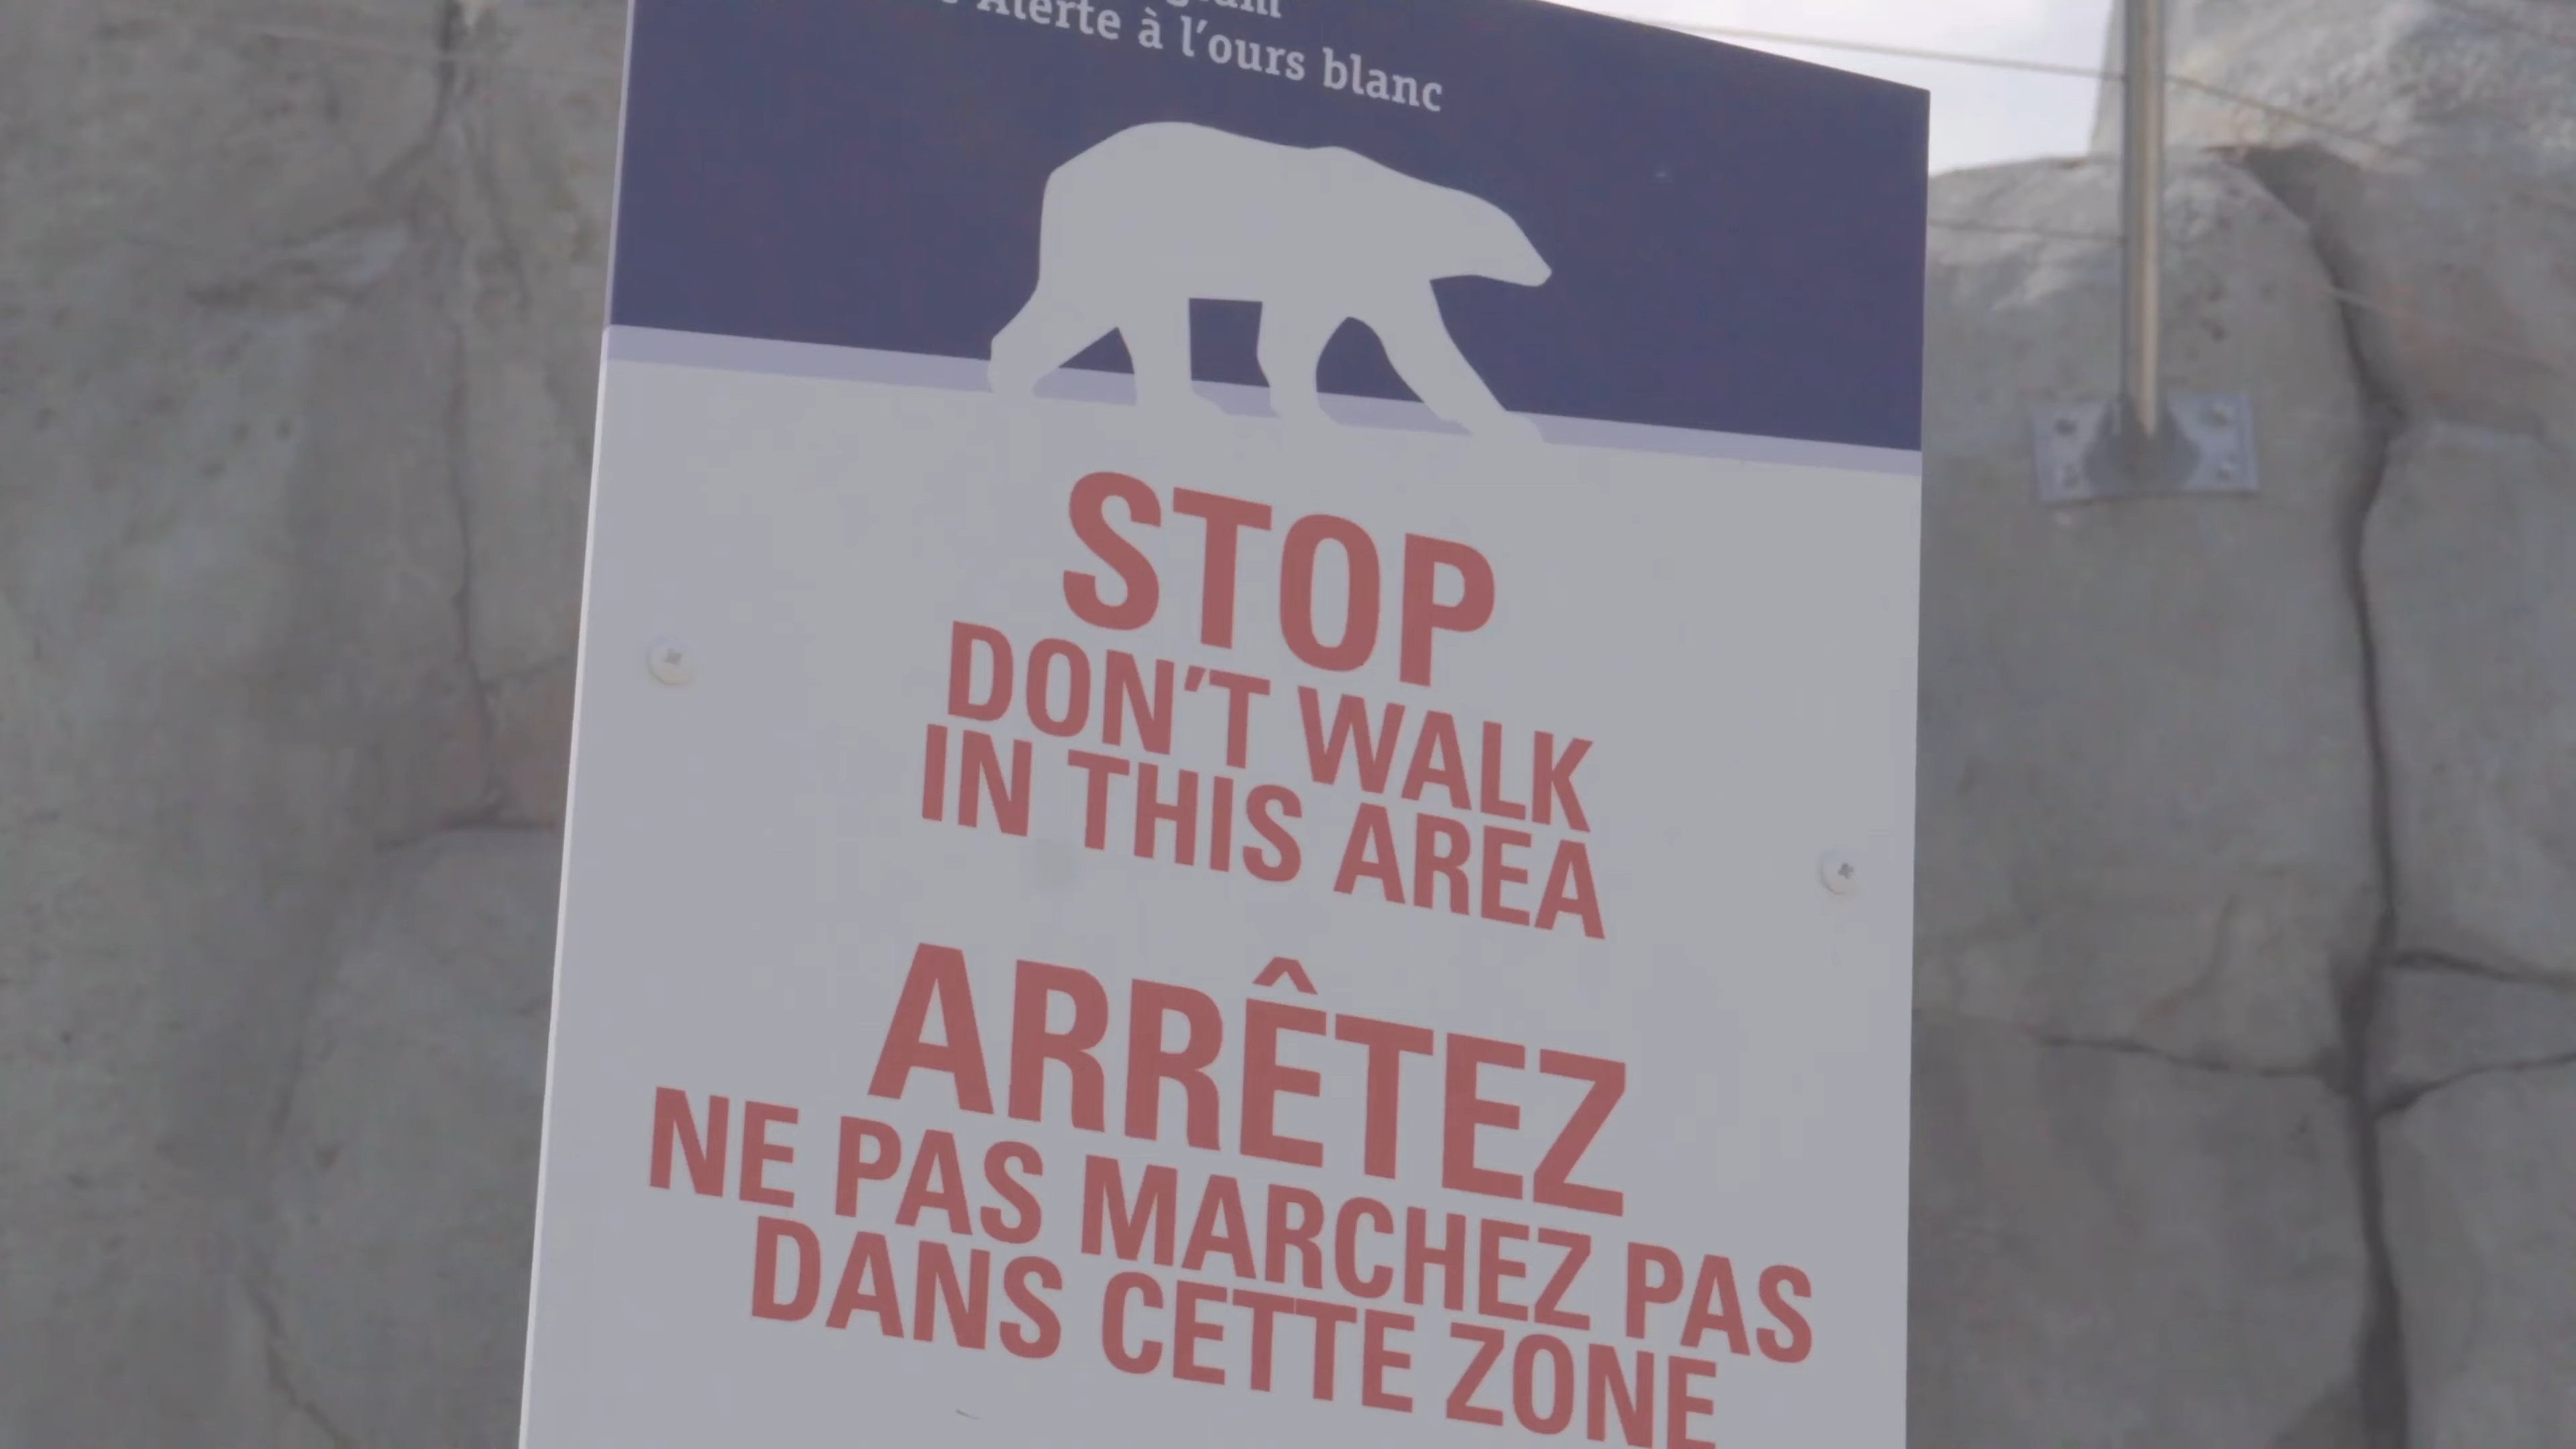 Alerte à l'ours blanc
STOP
DON'T WALK
IN THIS AREA
ARRÊTEZ
NE PAS MARCHEZ PAS
DANS CETTE ZONE